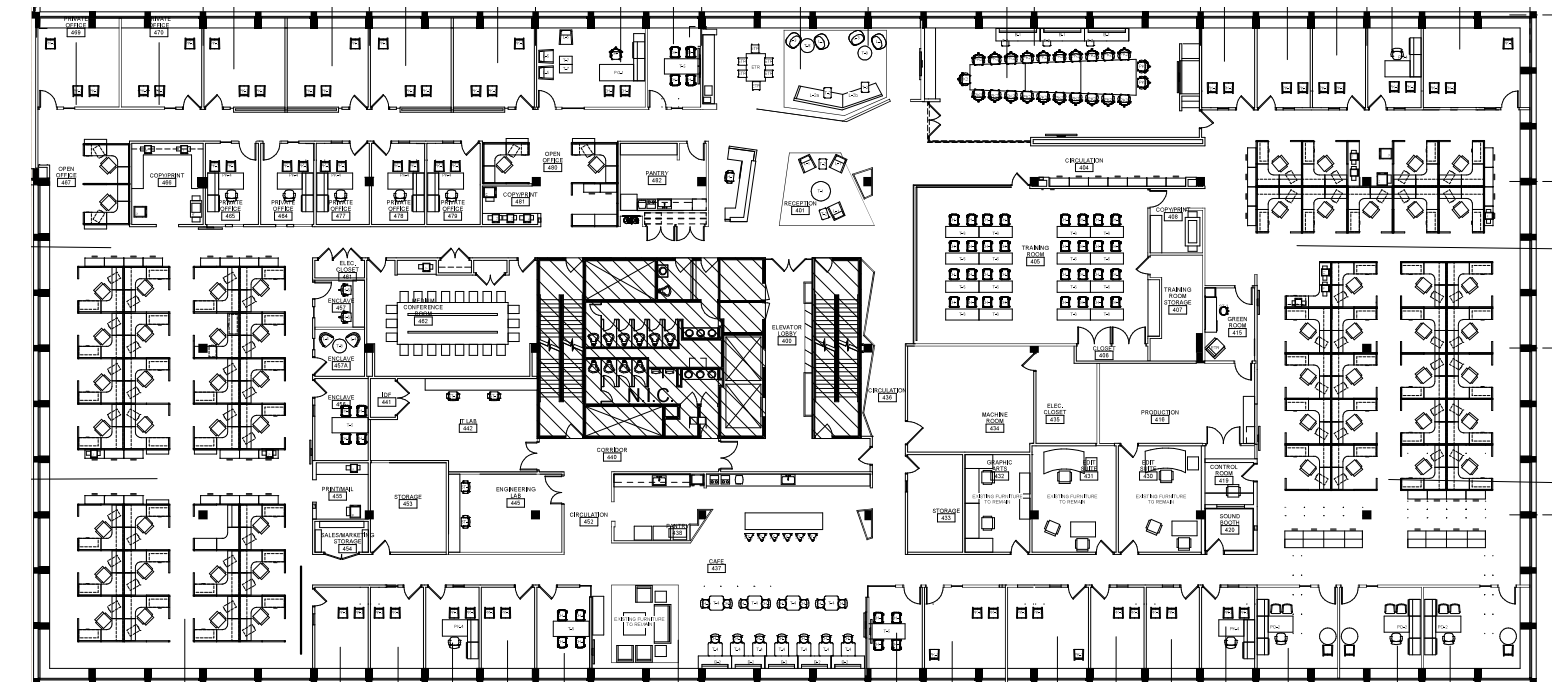 PRIVATE
OFFICE
469
PRIVATE
OFFICE
470
ETR
OPEN
OFFICE
467
COPY/PRINT
466
PRIVATE
OFFICE
465
PRIVATE
OFFICE
464
PRIVATE
OFFICE
477
PRIVATE
OFFICE
478
PRIVATE
OFFICE
479
OPEN
OFFICE
480
COPY/PRINT
481
PANTRY
482
RECEPTION
401
CIRCULATION
404
COPY/PRINT
408
TRAINING
ROOM
405
TRAINING
ROOM
STORAGE
407
GREEN
ROOM
415
CLOSET
406
ELEC.
CLOSET
461
ENCLAVE
457
ENCLAVE
457A
ENCLAVE
MEDIUM
CONFERENCE
ROOM
462
ELEVATOR
LOBBY
400
N.I.C.
IDF
441
IT LAB
442
CIRCULATION
436
MACHINE
ROOM
434
ELEC.
CLOSET
435
PRODUCTION
416
CORRIDOR
440
PRINT/MAIL
455
STORAGE
453
ENGINEERING
LAB
445
SALES/MARKETING
STORAGE
454
CIRCULATION
452
PANTRY
438
CAFE
437
STORAGE
433
GRAPHIC
ARTS
432
EXISTING FURNITURE
TO REMAIN
EDIT
SUITE
431
EXISTING FURNITURE
TO REMAIN
EDIT
SUITE
430
EXISTING FURNITURE
TO REMAIN
CONTROL
ROOM
419
SOUND
BOOTH
420
EXISTING FURNITURE
TO REMAIN